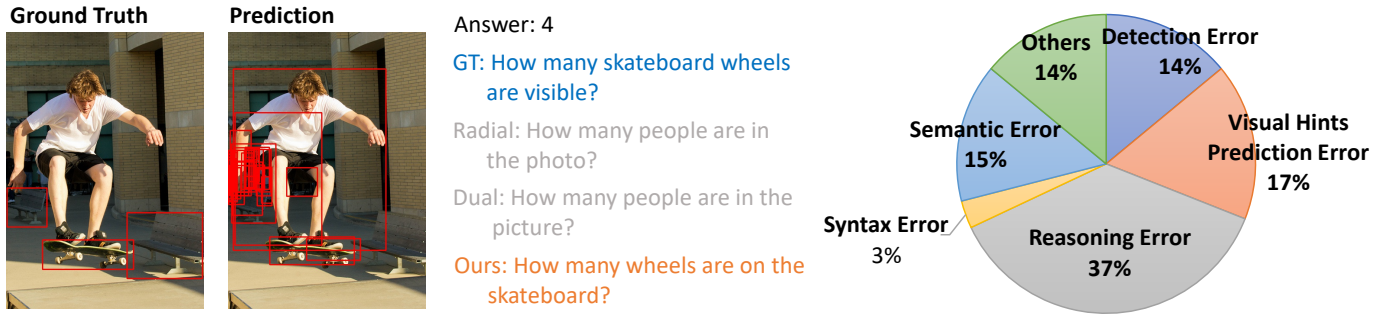 Ground Truth
Prediction
Answer: 4
GT: How many skateboard wheels
are visible?
Radial: How many people are in
the photo?
Dual: How many people are in the
picture?
Ours: How many wheels are on the
skateboard?
Others
14%
Detection Error
14%
Visual Hints
Prediction Error
17%
Semantic Error
15%
Syntax Error
3%
Reasoning Error
37%